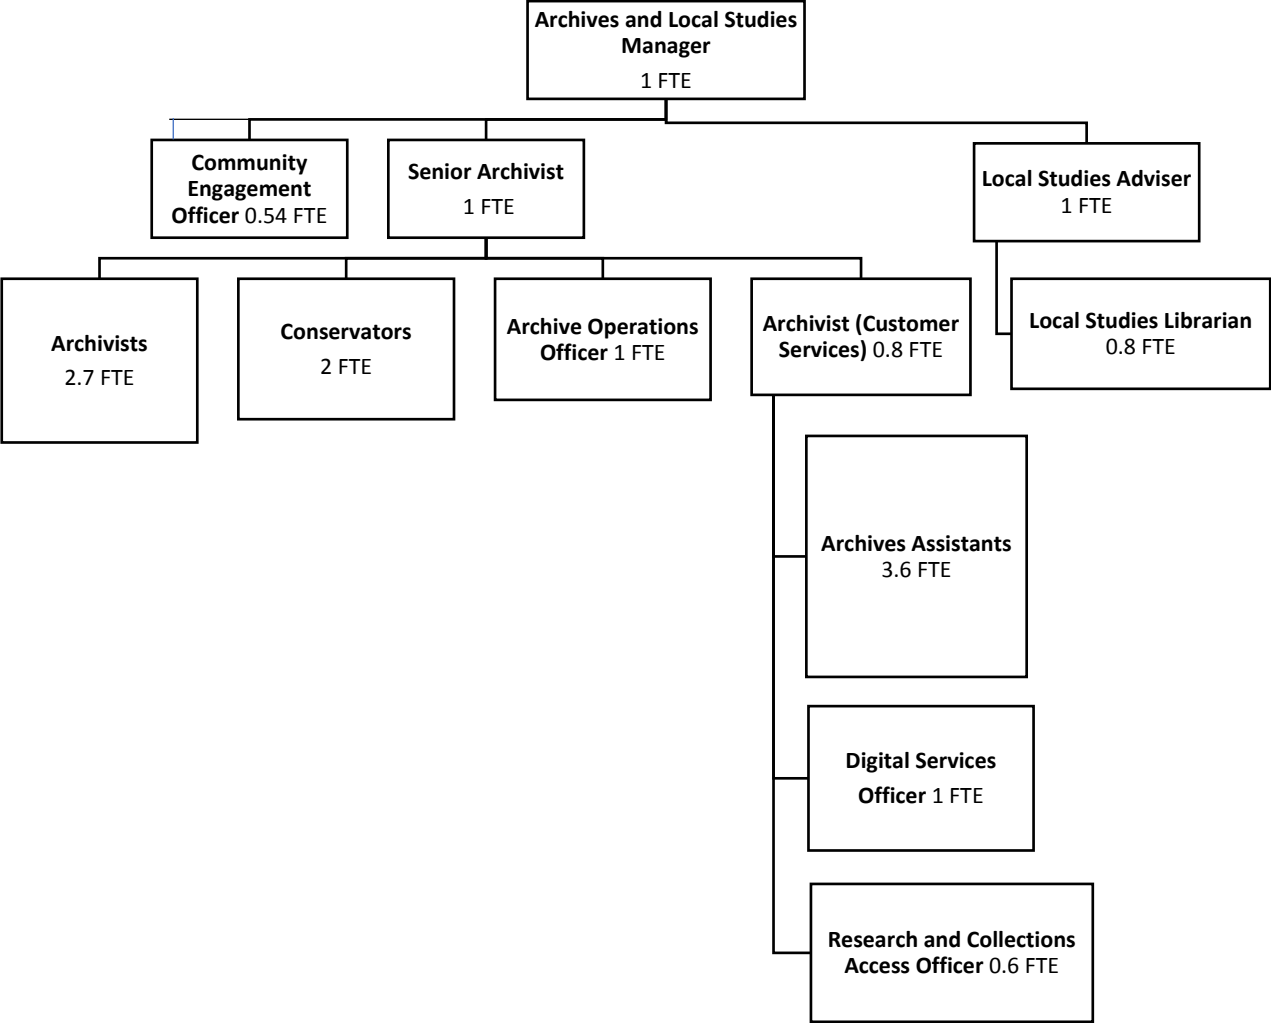 Archives and Local Studies
Manager
1 FTE
Community
Engagement
Officer 0.54 FTE
Senior Archivist
1 FTE
Local Studies Adviser
1 FTE
Archivists
2.7 FTE
Conservators
2 FTE
Archive Operations
Officer 1 FTE
Archivist (Customer
Services) 0.8 FTE
Local Studies Librarian
0.8 FTE
Archives Assistants
3.6 FTE
Digital Services
Officer 1 FTE
Research and Collections
Access Officer 0.6 FTE